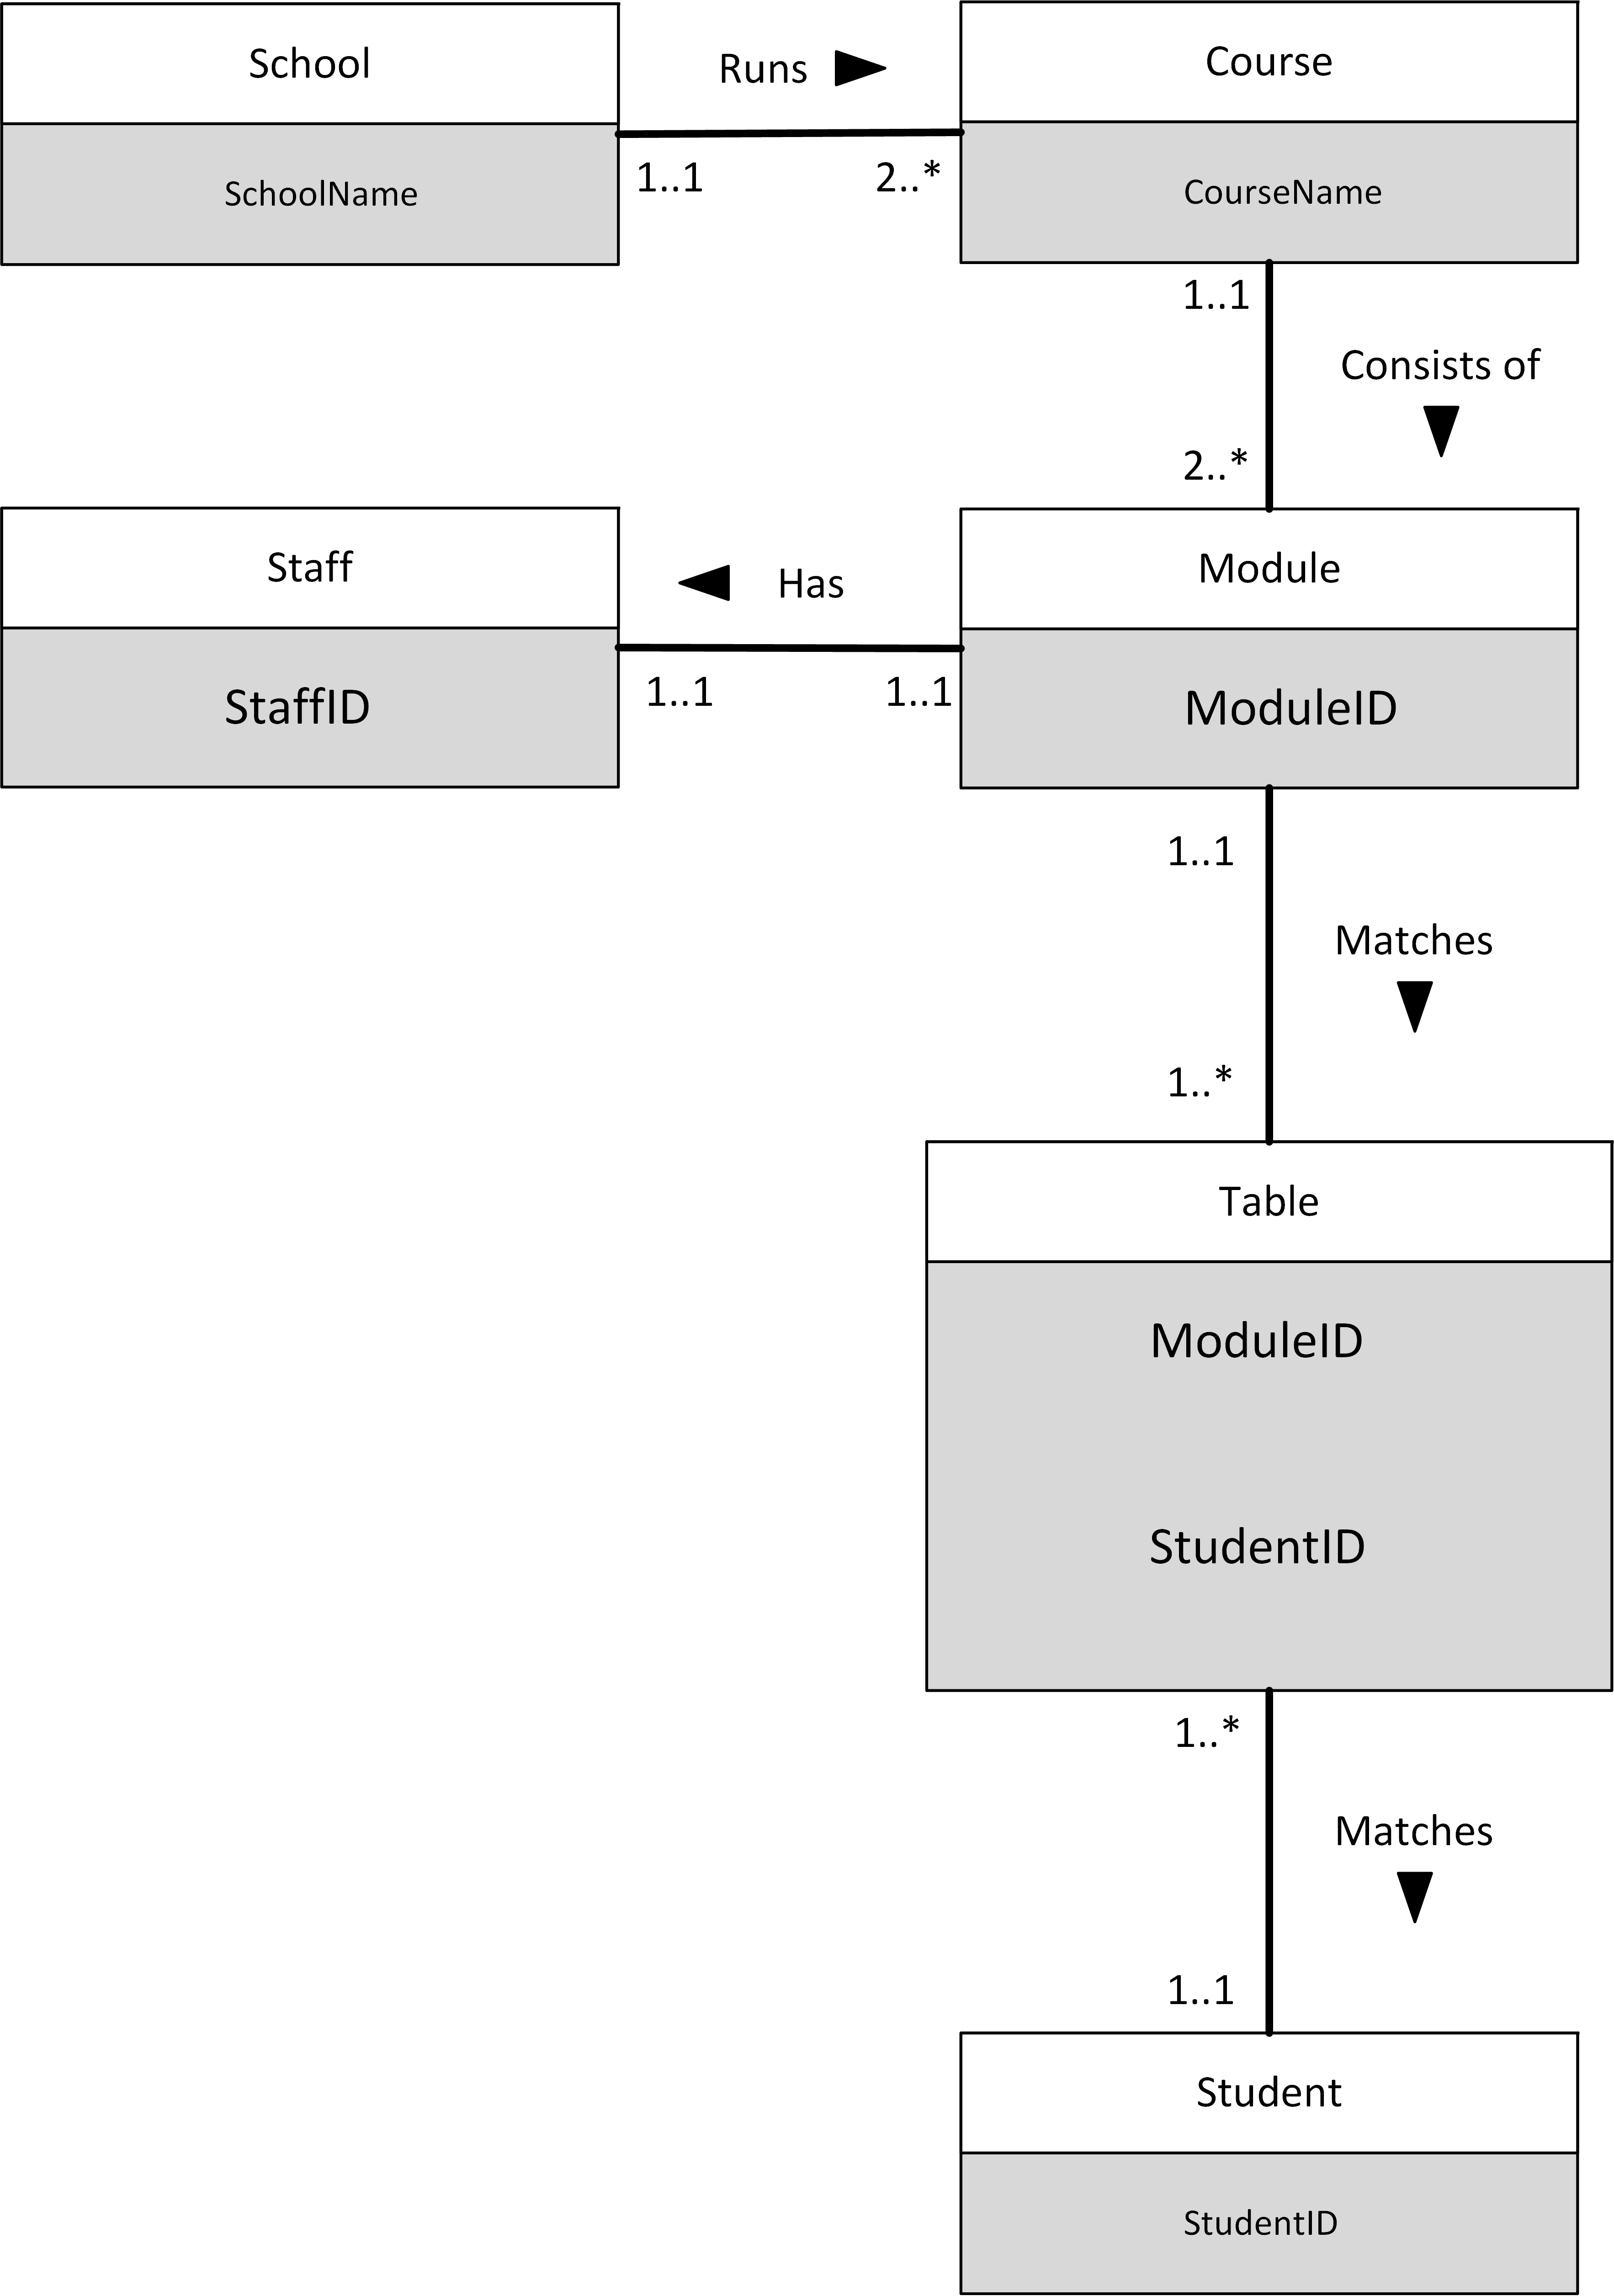 School
Runs
Course
SchoolName
1..1
2..*
CourseName
1..1
Consists of
2..*
Staff
Has
Module
StaffID
1..1
1..1
ModuleID
1..1
Matches
1..*
Table
ModuleID
StudentID
1..*
Matches
1..1
Student
StudentID